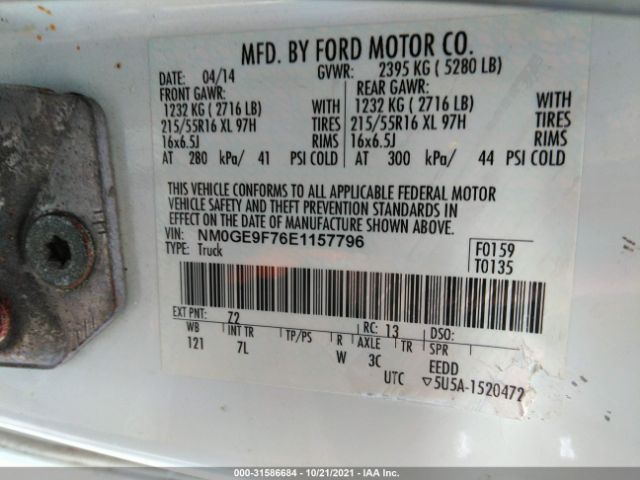 MFD. BY FORD MOTOR CO.
DATE: 04/14 GVWR: 2395 KG ( 5280 LB)
FRONT GAWR: REAR GAWR:
1232 KG ( 2716 LB) WITH 1232 KG ( 2716 LB) WITH
215/55R16 XL 97H TIRES 215/55R16 XL 97H TIRES
16x6.5J RIMS 16x6.5J RIMS
AT 280 kPa/ 41 PSI COLD AT 300 kPa/ 44 PSI COLD
THIS VEHICLE CONFORMS TO ALL APPLICABLE FEDERAL MOTOR
VEHICLE SAFETY AND THEFT PREVENTION STANDARDS IN
EFFECT ON THE DATE OF MANUFACTURE SHOWN ABOVE.
VIN: NM0GE9F76E1157796 F0159
TYPE: Truck T0135
EXT PNT: 72 RC: 13 DSO:
WB INT TR TP/PS R AXLE TR SPR
121 7L W 3C EEDD
UTC ▽5U5A-1520472
000-31586684 - 10/21/2021 - IAA Inc.